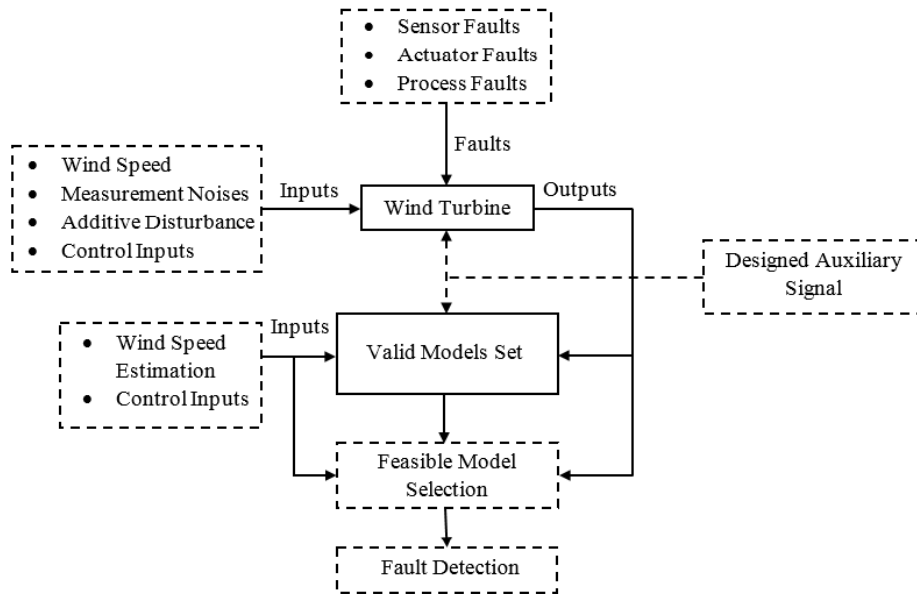 • Sensor Faults
• Actuator Faults
• Process Faults
Faults
• Wind Speed
• Measurement Noises
• Additive Disturbance
• Control Inputs
Inputs
Wind Turbine
Outputs
Designed Auxiliary
Signal
• Wind Speed
Estimation
• Control Inputs
Inputs
Valid Models Set
Feasible Model
Selection
Fault Detection